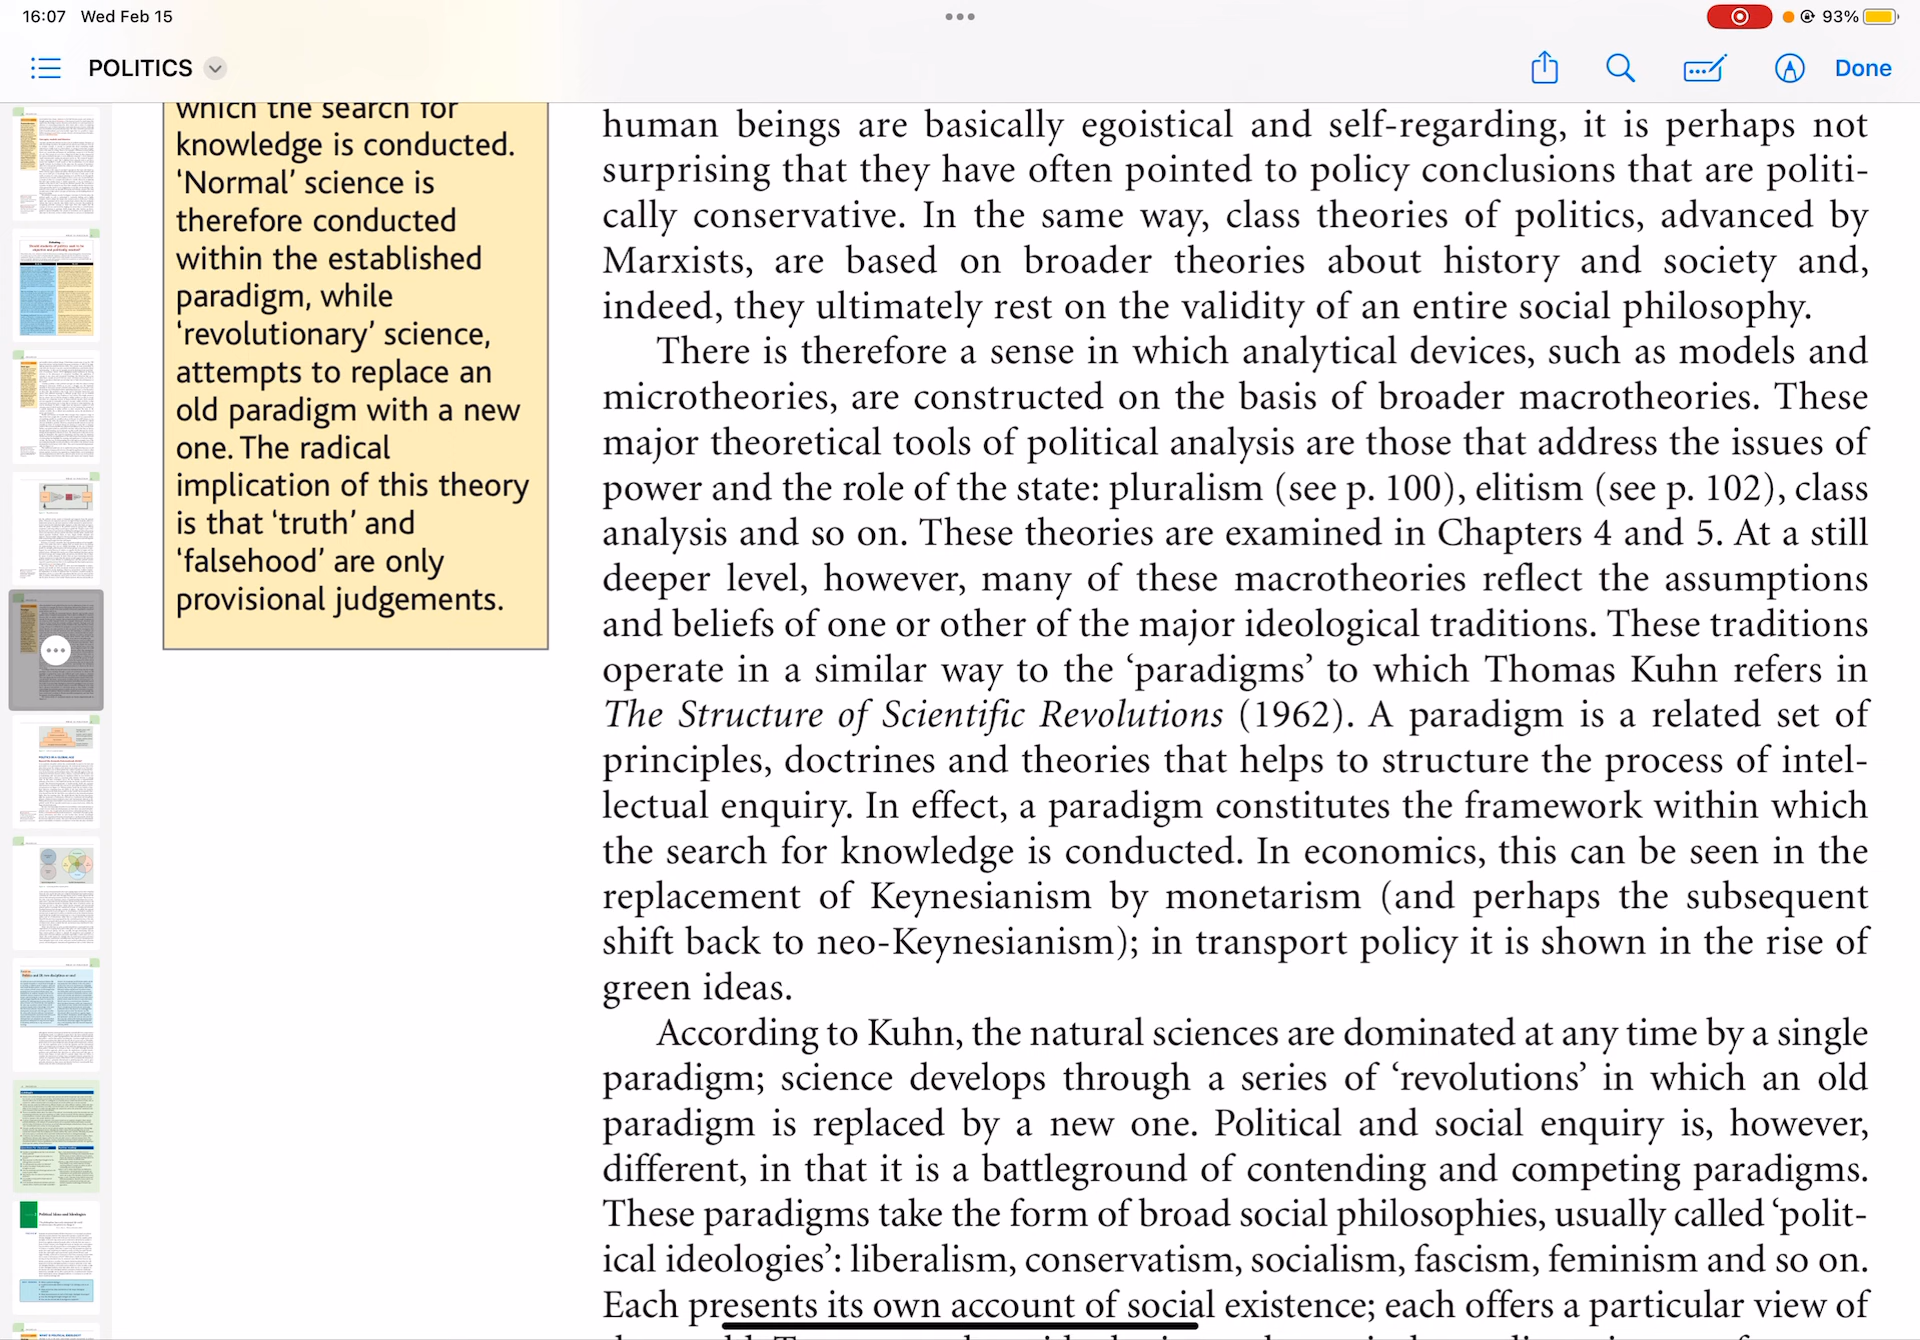 16:07 Wed Feb 15
93%
POLITICS
Done
which the search for
knowledge is conducted.
‘Normal’ science is
therefore conducted
within the established
paradigm, while
‘revolutionary’ science,
attempts to replace an
old paradigm with a new
one. The radical
implication of this theory
is that ‘truth’ and
‘falsehood’ are only
provisional judgements.
human beings are basically egoistical and self-regarding, it is perhaps not
surprising that they have often pointed to policy conclusions that are politi-
cally conservative. In the same way, class theories of politics, advanced by
Marxists, are based on broader theories about history and society and,
indeed, they ultimately rest on the validity of an entire social philosophy.
There is therefore a sense in which analytical devices, such as models and
microtheories, are constructed on the basis of broader macrotheories. These
major theoretical tools of political analysis are those that address the issues of
power and the role of the state: pluralism (see p. 100), elitism (see p. 102), class
analysis and so on. These theories are examined in Chapters 4 and 5. At a still
deeper level, however, many of these macrotheories reflect the assumptions
and beliefs of one or other of the major ideological traditions. These traditions
operate in a similar way to the ‘paradigms’ to which Thomas Kuhn refers in
The Structure of Scientific Revolutions (1962). A paradigm is a related set of
principles, doctrines and theories that helps to structure the process of intel-
lectual enquiry. In effect, a paradigm constitutes the framework within which
the search for knowledge is conducted. In economics, this can be seen in the
replacement of Keynesianism by monetarism (and perhaps the subsequent
shift back to neo-Keynesianism); in transport policy it is shown in the rise of
green ideas.
According to Kuhn, the natural sciences are dominated at any time by a single
paradigm; science develops through a series of ‘revolutions’ in which an old
paradigm is replaced by a new one. Political and social enquiry is, however,
different, in that it is a battleground of contending and competing paradigms.
These paradigms take the form of broad social philosophies, usually called ‘polit-
ical ideologies’: liberalism, conservatism, socialism, fascism, feminism and so on.
Each presents its own account of social existence; each offers a particular view of